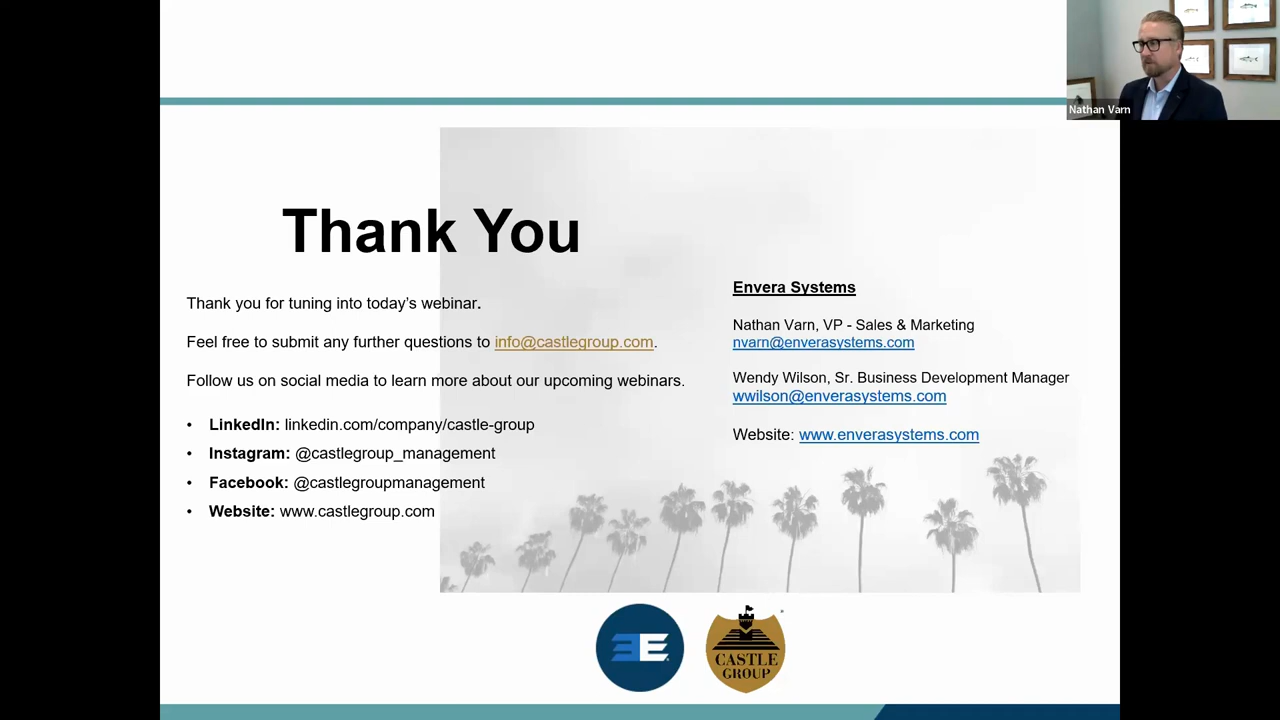 Nathan Varn
Thank You
Thank you for tuning into today's webinar.
Feel free to submit any further questions to info@castlegroup.com.
Follow us on social media to learn more about our upcoming webinars.
• LinkedIn: linkedin.com/company/castle-group
• Instagram: @castlegroup_management
• Facebook: @castlegroupmanagement
• Website: www.castlegroup.com
Envera Systems
Nathan Varn, VP - Sales & Marketing
nvarn@enverasystems.com
Wendy Wilson, Sr. Business Development Manager
wwilson@enverasystems.com
Website: www.enverasystems.com
CASTLE
GROUP